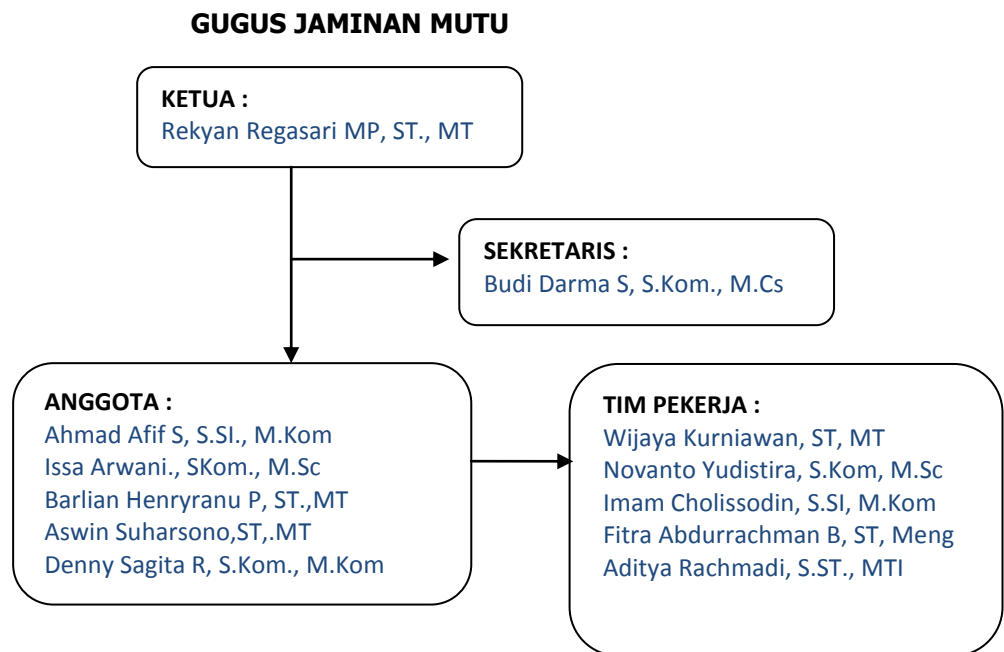 GUGUS JAMINAN MUTU
KETUA :
Rekyan Regasari MP, ST., MT
SEKRETARIS :
Budi Darma S, S.Kom., M.Cs
ANGGOTA :
Ahmad Afif S, S.SI., M.Kom
Issa Arwani., SKom., M.Sc
Barlian Henryranu P, ST.,MT
Aswin Suharsono,ST,.MT
Denny Sagita R, S.Kom., M.Kom
TIM PEKERJA :
Wijaya Kurniawan, ST, MT
Novanto Yudistira, S.Kom, M.Sc
Imam Cholissodin, S.SI, M.Kom
Fitra Abdurrachman B, ST, Meng
Aditya Rachmadi, S.ST., MTI